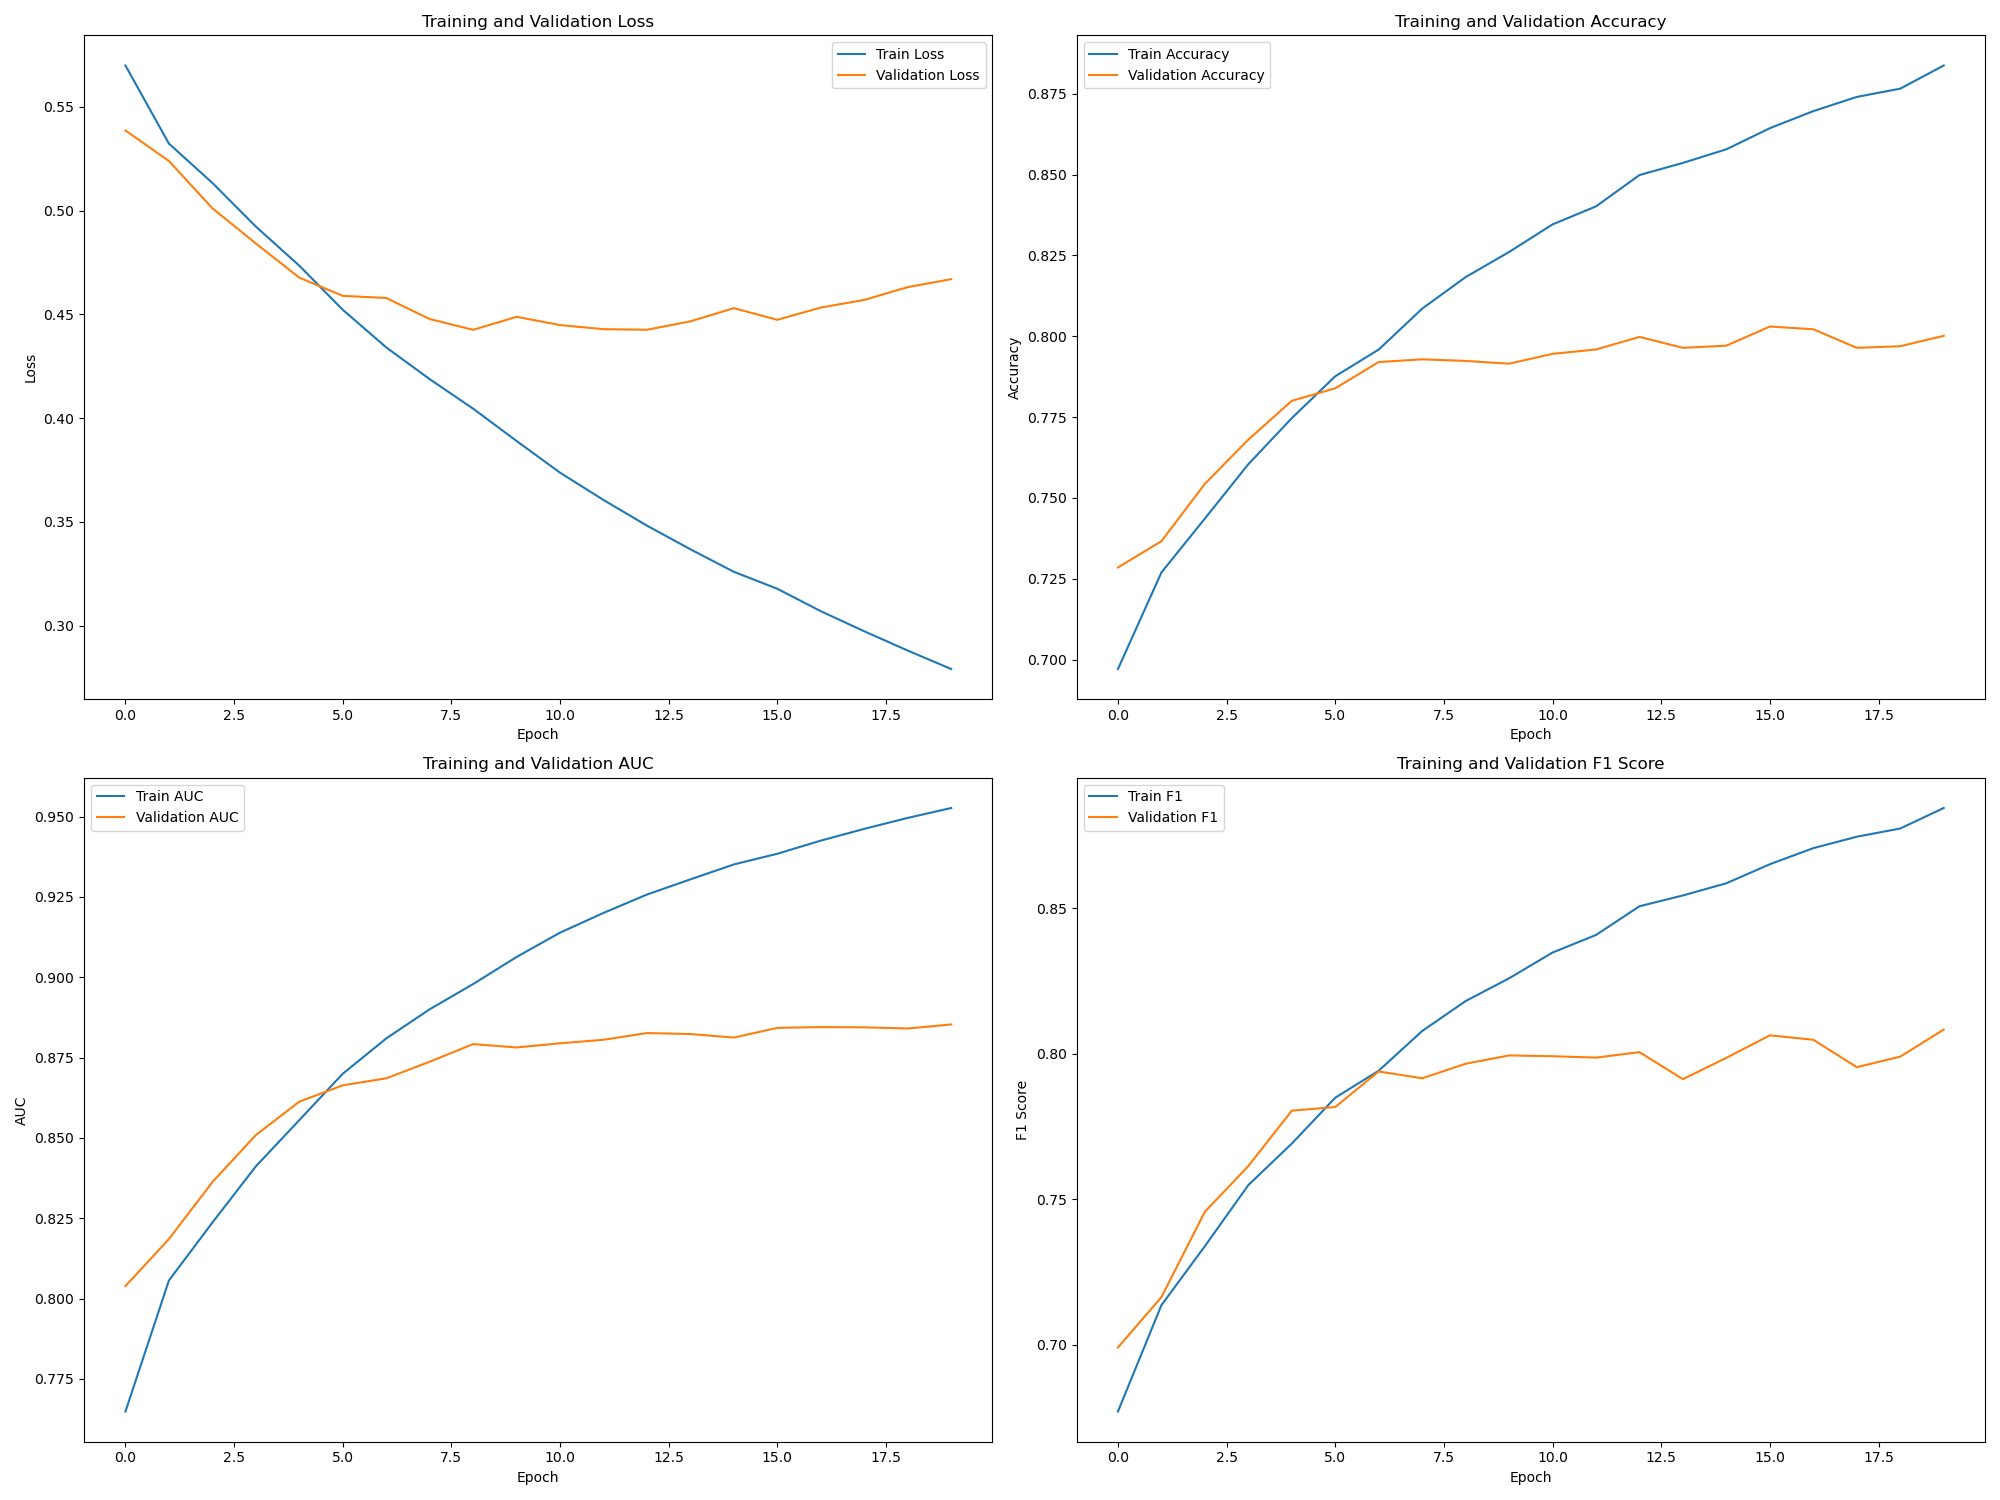 Training and Validation Loss
Train Loss
Validation Loss
0.55
0.50
0.45
0.40
0.35
0.30
Loss
0.0 2.5 5.0 7.5 10.0 12.5 15.0 17.5
Epoch
Training and Validation Accuracy
Train Accuracy
Validation Accuracy
0.875
0.850
0.825
0.800
0.775
0.750
0.725
0.700
Accuracy
0.0 2.5 5.0 7.5 10.0 12.5 15.0 17.5
Epoch
Training and Validation AUC
Train AUC
Validation AUC
0.950
0.925
0.900
0.875
0.850
0.825
0.800
0.775
AUC
0.0 2.5 5.0 7.5 10.0 12.5 15.0 17.5
Epoch
Training and Validation F1 Score
Train F1
Validation F1
0.85
0.80
0.75
0.70
F1 Score
0.0 2.5 5.0 7.5 10.0 12.5 15.0 17.5
Epoch